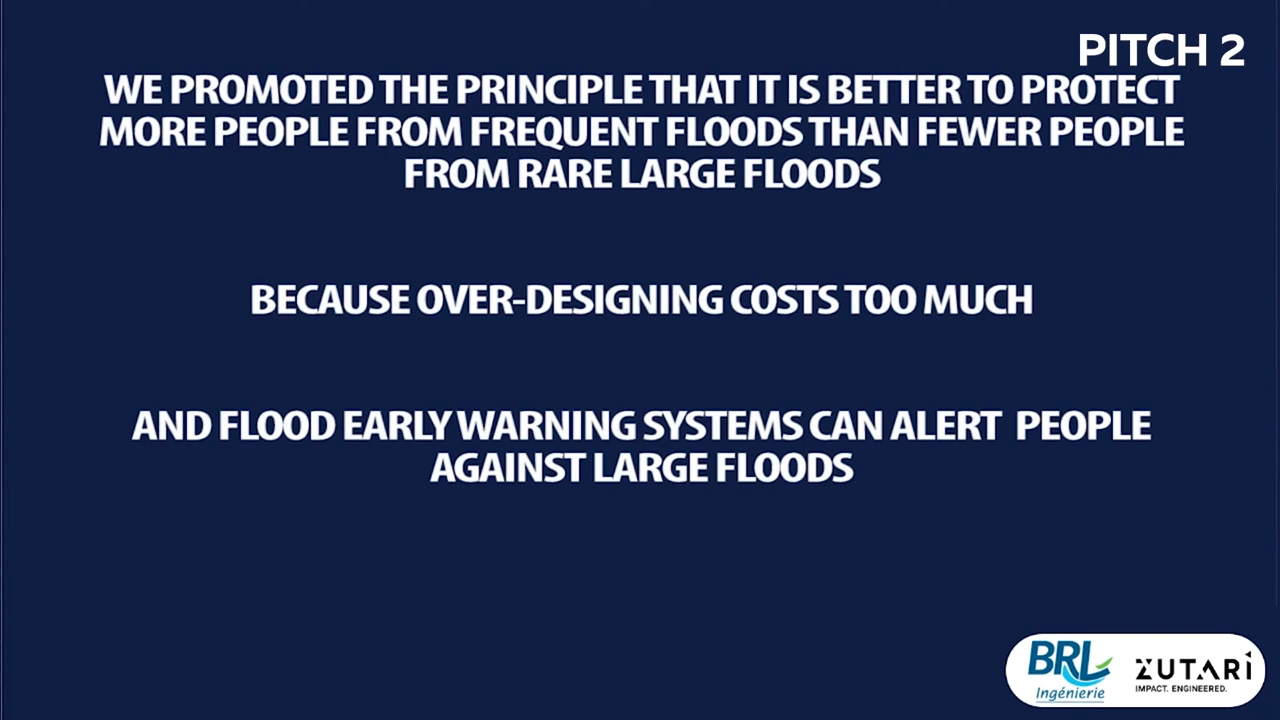 PITCH 2
WE PROMOTED THE PRINCIPLE THAT IT IS BETTER TO PROTECT
MORE PEOPLE FROM FREQUENT FLOODS THAN FEWER PEOPLE
FROM RARE LARGE FLOODS
BECAUSE OVER-DESIGNING COSTS TOO MUCH
AND FLOOD EARLY WARNING SYSTEMS CAN ALERT PEOPLE
AGAINST LARGE FLOODS
BRL
Ingénierie
ZUTARI
IMPACT. ENGINEERED.